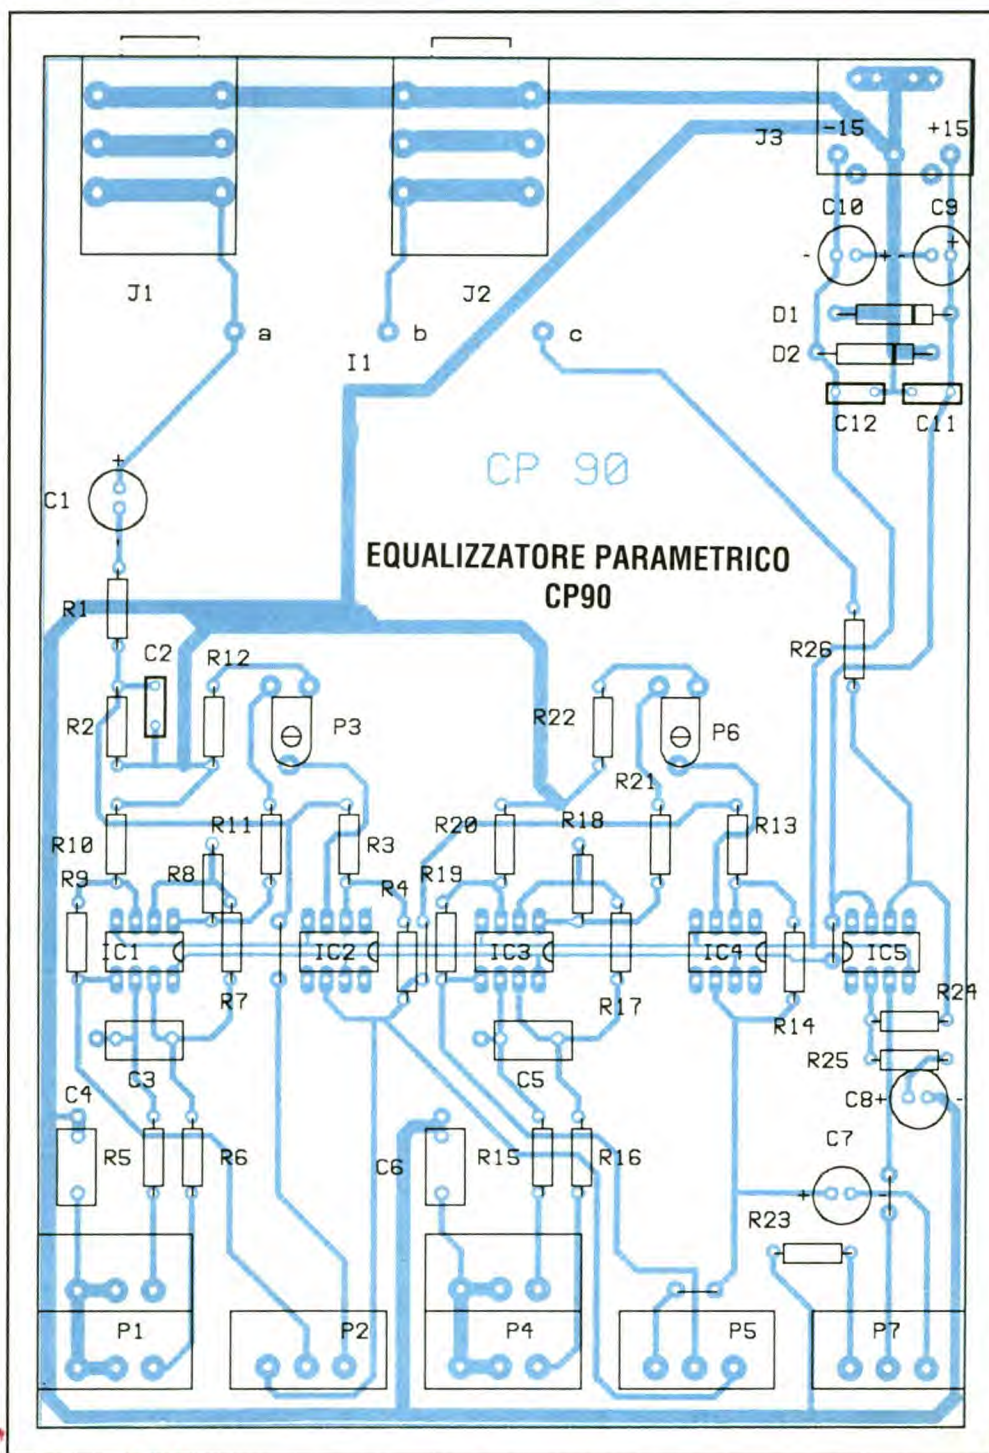 -15 +15
J3
C10 C9
- + - +
J1 J2
D1
a b c
D2
I1
C12 C11
CP 90
+
C1
-
EQUALIZZATORE PARAMETRICO
CP90
R1
C2 R12 R26
R2 P3 R22 P6
R21
R10 R11 R3 R20 R18 R13
R9 R8 R4 R19
IC1 IC2 IC3 IC4 IC5
R7 R17 R14 R24
R25
C3 C5
C4 C8+ -
R5 R6 C6 R15 R16 C7
+ -
R23
P1 P2 P4 P5 P7